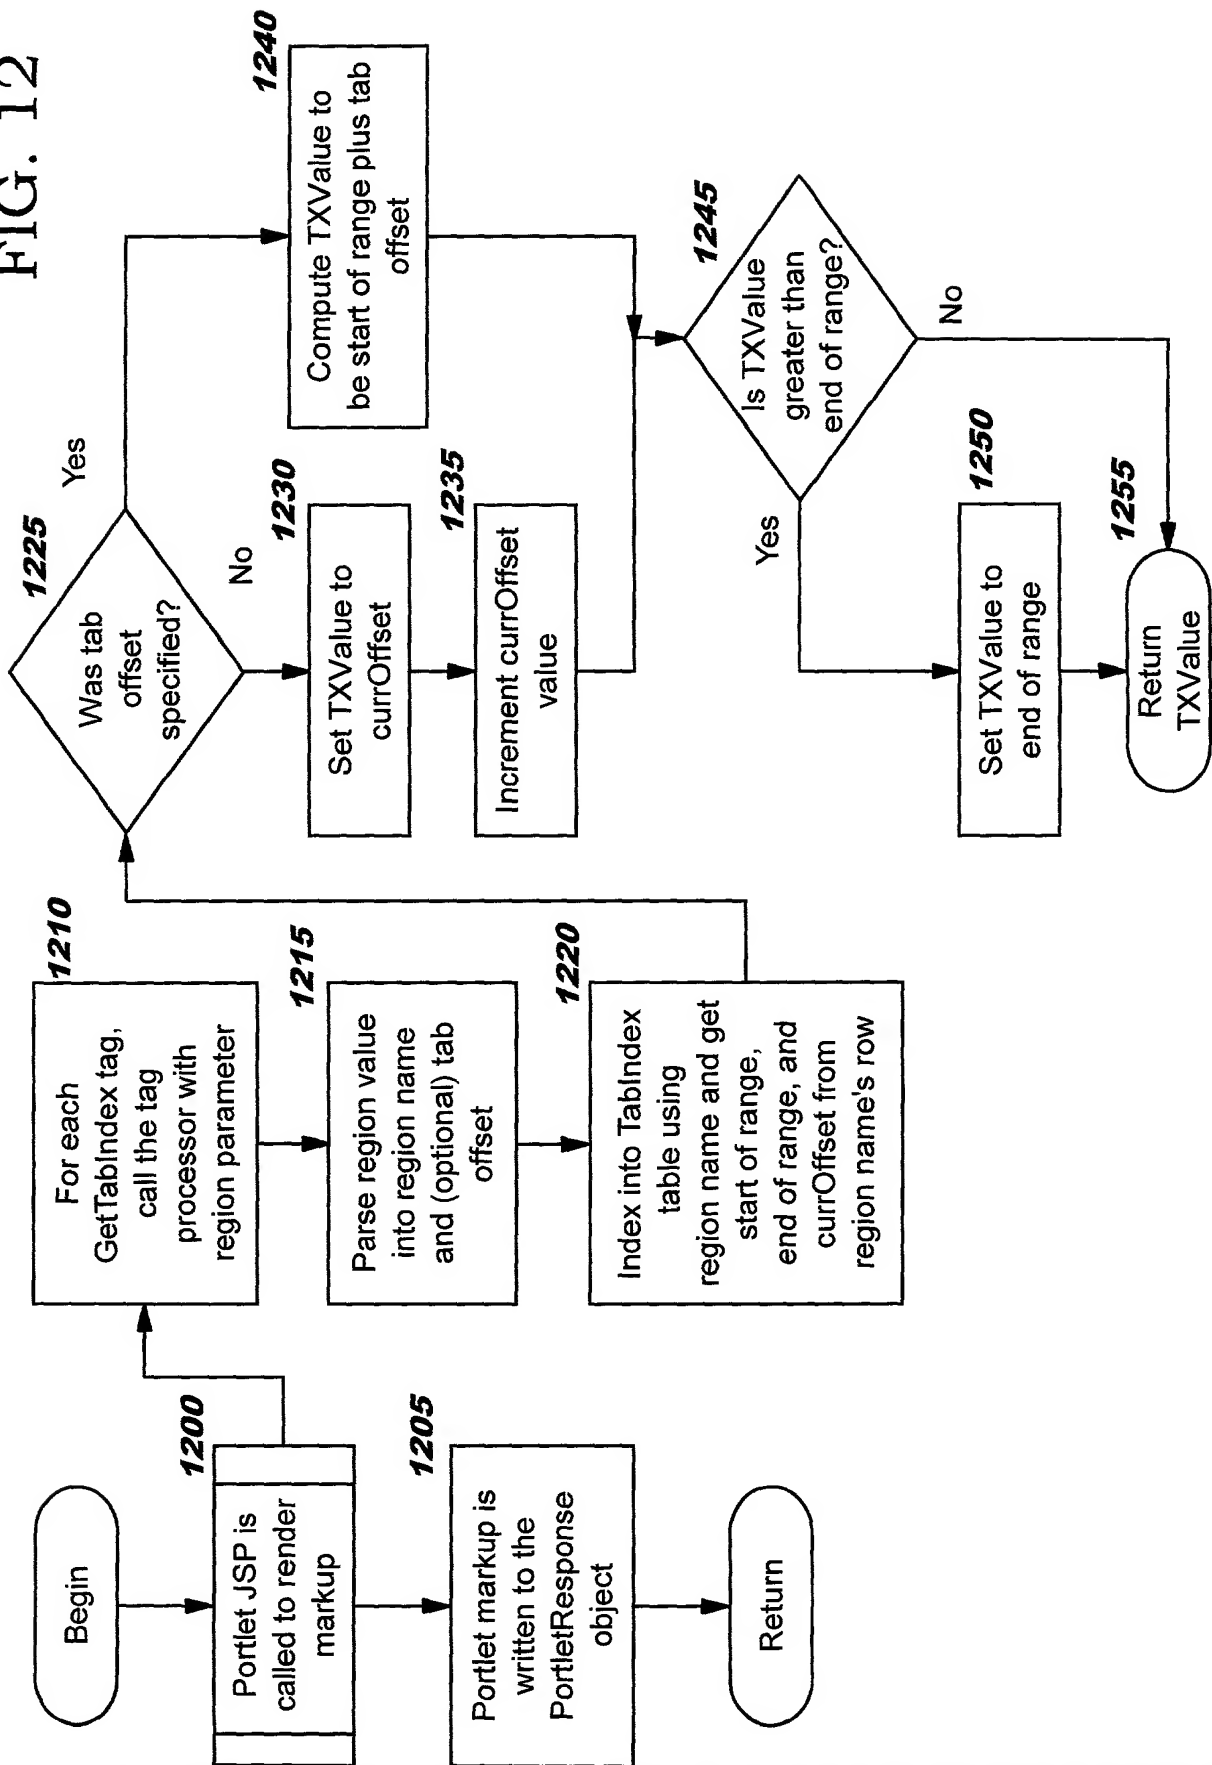 FIG. 12
Begin
1200
Portlet JSP is
called to render
markup
1205
Portlet markup is
written to the
PortletResponse
object
Return
1210
For each
GetTabIndex tag,
call the tag
processor with
region parameter
1215
Parse region value
into region name
and (optional) tab
offset
1220
Index into TabIndex
table using
region name and get
start of range,
end of range, and
currOffset from
region name's row
1225
Was tab
offset
specified?
Yes
No
1230
Set TXValue to
currOffset
1235
Increment currOffset
value
1240
Compute TXValue to
be start of range plus tab
offset
1245
Is TXValue
greater than
end of range?
Yes
No
1250
Set TXValue to
end of range
1255
Return
TXValue